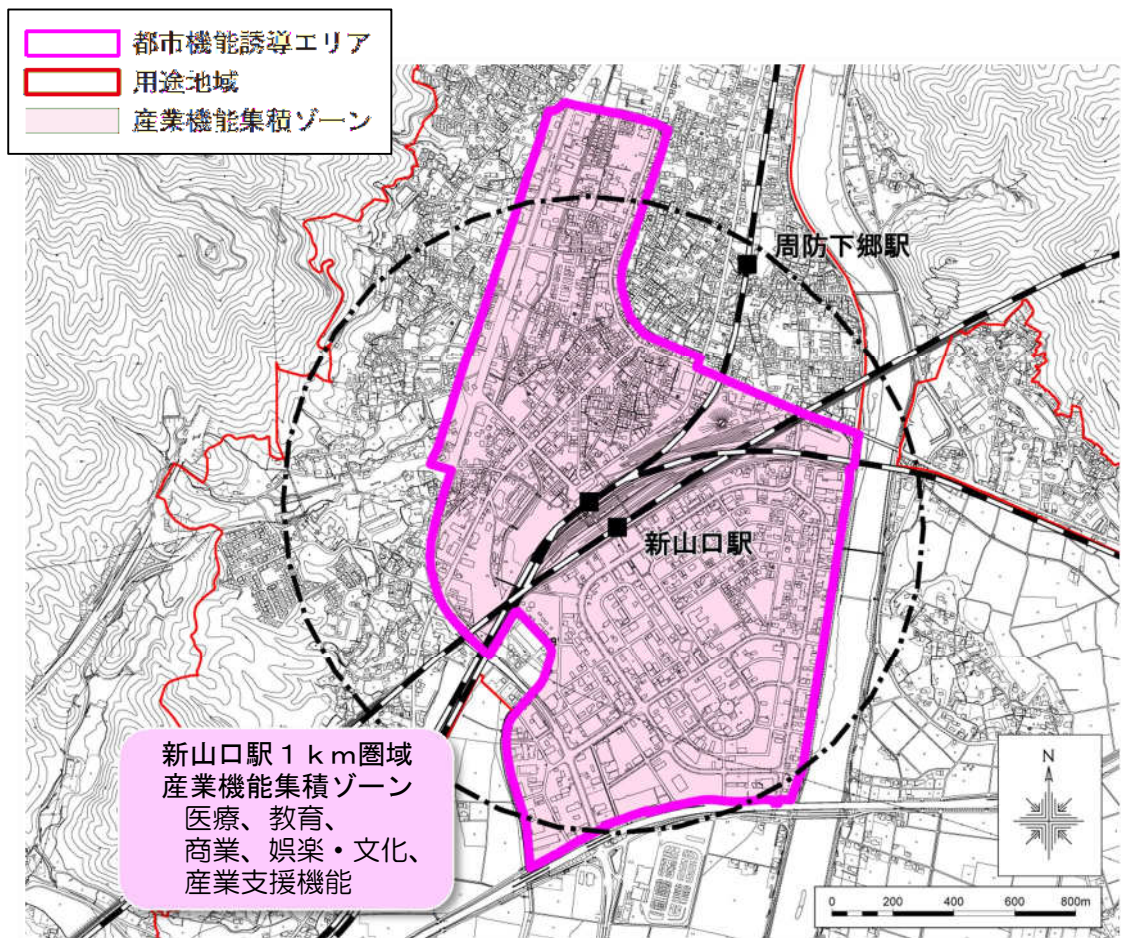 都市機能誘導エリア
用途地域
産業機能集積ゾーン
周防下郷駅
新山口駅
新山口駅1km圏域
産業機能集積ゾーン
医療、教育、
商業、娯楽・文化、
産業支援機能
N
0 200 400 600 800m